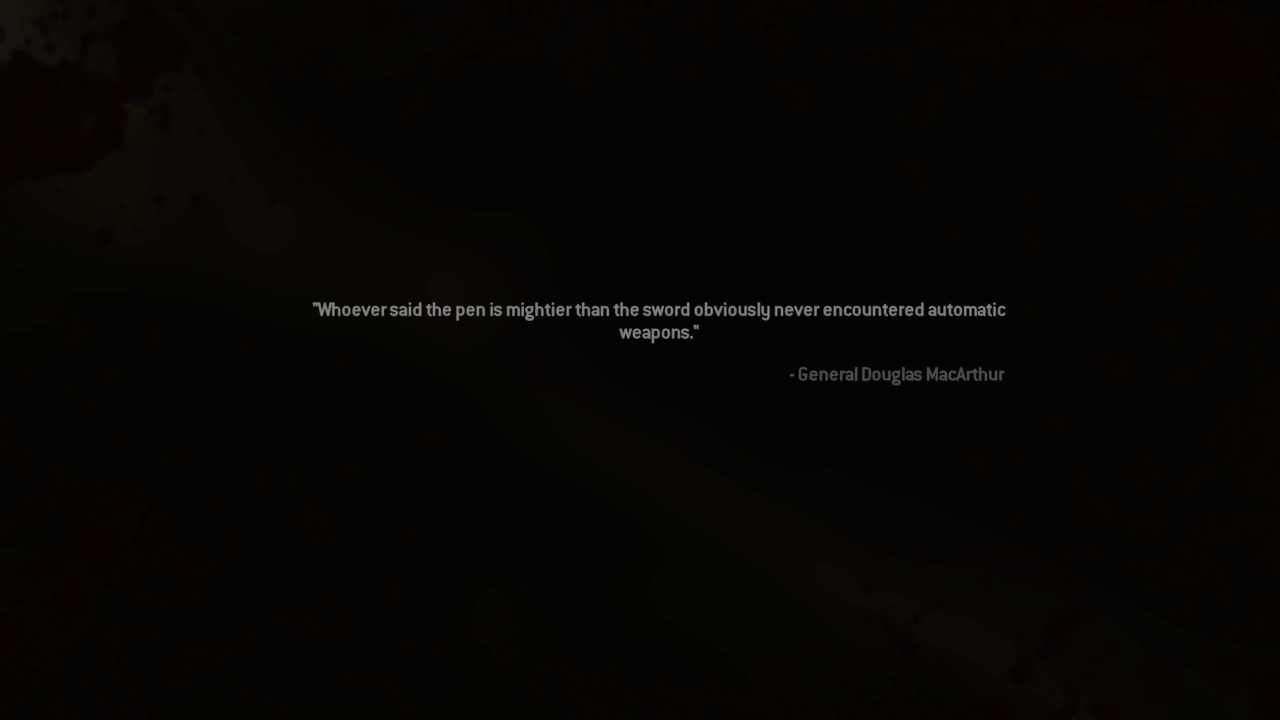 "Whoever said the pen is mightier than the sword obviously never encountered automatic
weapons."
- General Douglas MacArthur